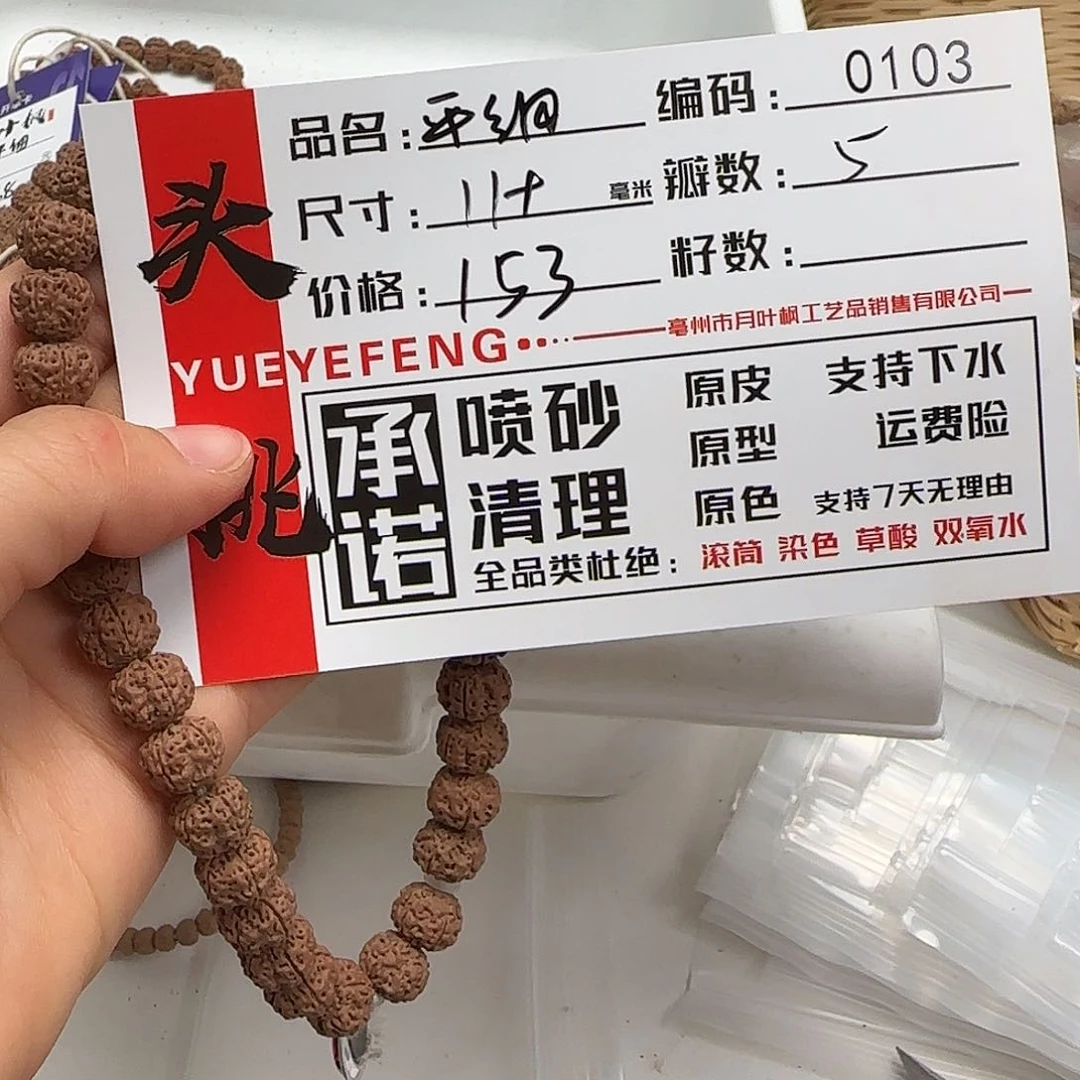 头挑
品名：平细
编码：0103
尺寸：11+ 毫米
瓣数：5
价格：153
籽数：
YUEYEFENG
亳州市月叶枫工艺品销售有限公司
承诺
喷砂
清理
原皮
原型
原色
支持下水
运费险
支持7天无理由
全品类杜绝：滚筒 染色 草酸 双氧水